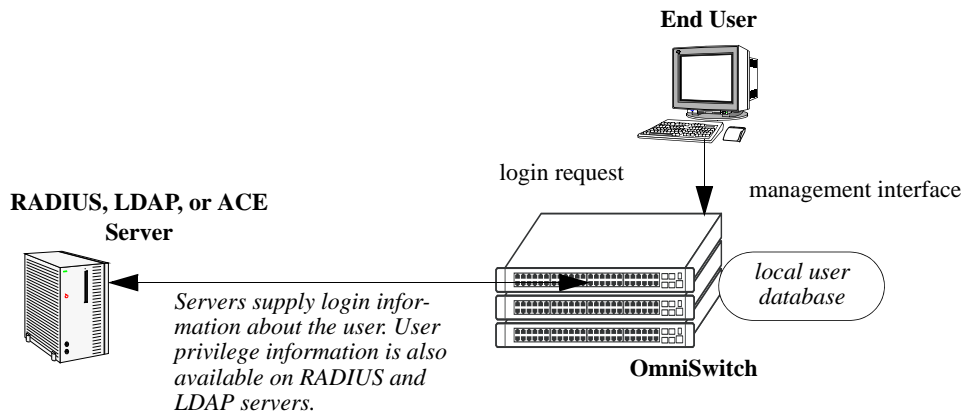 End User
login request
management interface
RADIUS, LDAP, or ACE
Server
local user
database
Servers supply login infor-
mation about the user. User
privilege information is also
available on RADIUS and
LDAP servers.
OmniSwitch